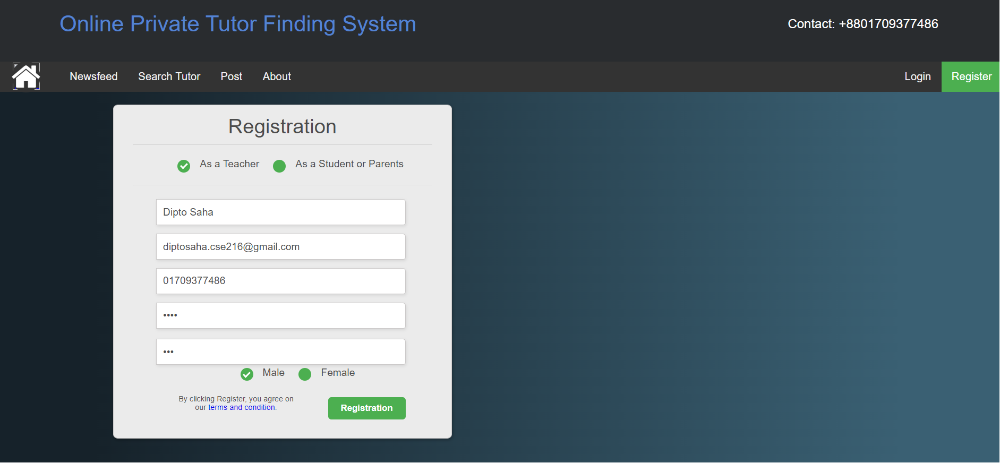 Online Private Tutor Finding System
Contact: +8801709377486
Newsfeed Search Tutor Post About Login Register
Registration
As a Teacher As a Student or Parents
Dipto Saha
diptosaha.cse216@gmail.com
01709377486
••••
•••
Male Female
By clicking Register, you agree on
our terms and condition.
Registration